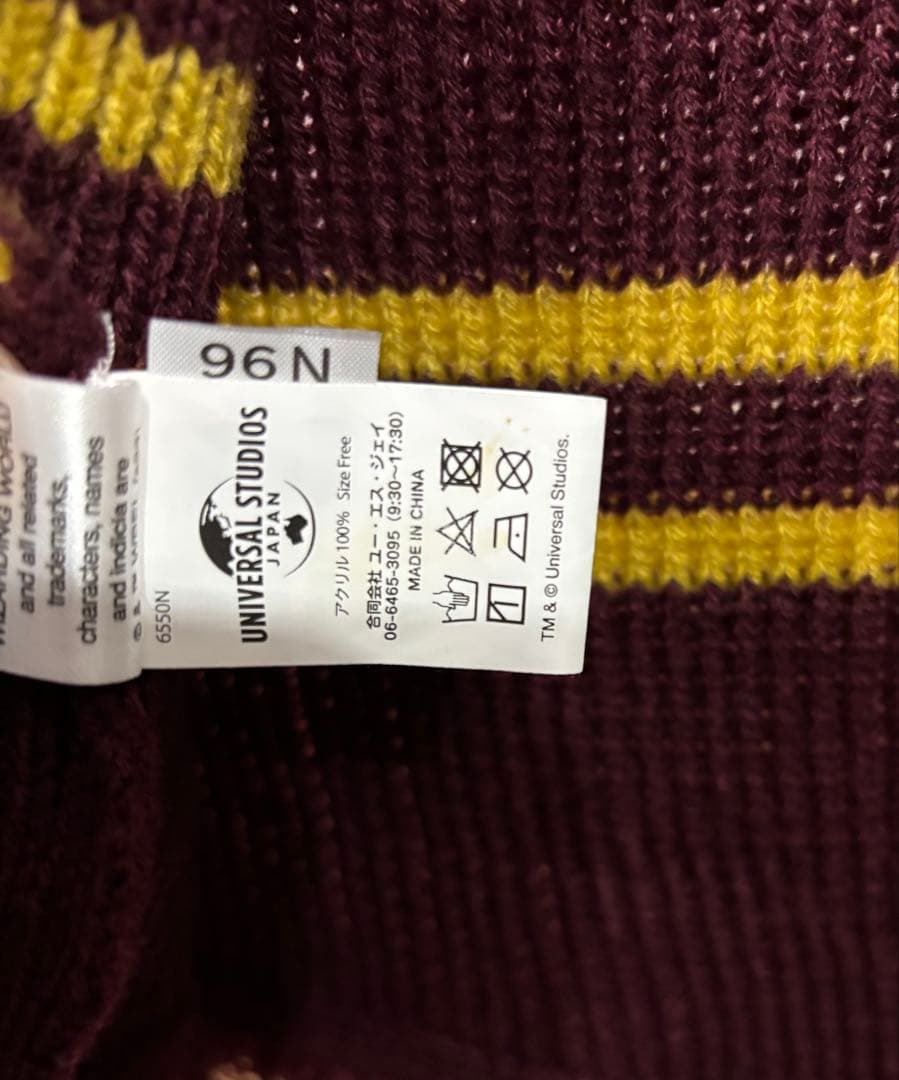 96N
WORLD
and all related
trademarks,
characters, names
and indicia are
6550N
UNIVERSAL STUDIOS
JAPAN
アクリル100% Size Free
合同会社 ユー・エス・ジェイ
06-6465-3095 (9:30~17:30)
MADE IN CHINA
TM & © Universal Studios.